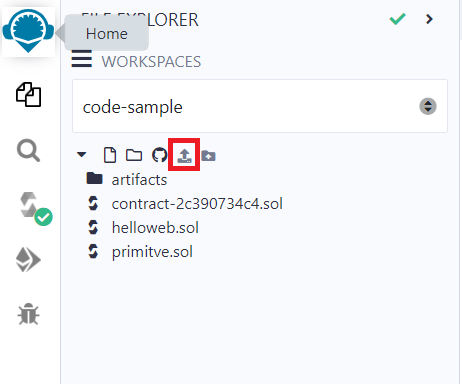 FILE EXPLORER
Home
WORKSPACES
code-sample
artifacts
contract-2c390734c4.sol
helloweb.sol
primitve.sol